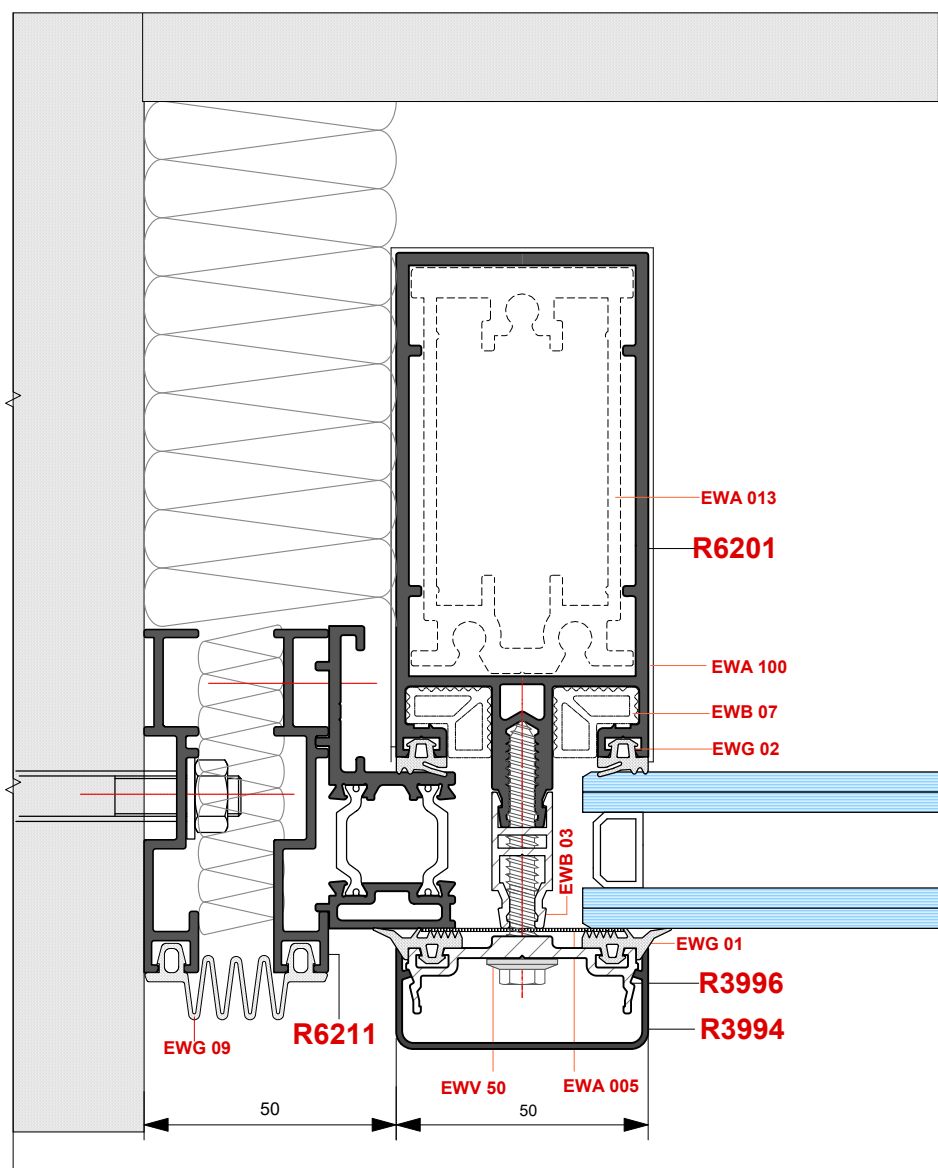 EWA 013
R6201
EWA 100
EWB 07
EWG 02
EWB 03
EWG 01
R3996
R3994
R6211
EWG 09
EWV 50
EWA 005
50
50